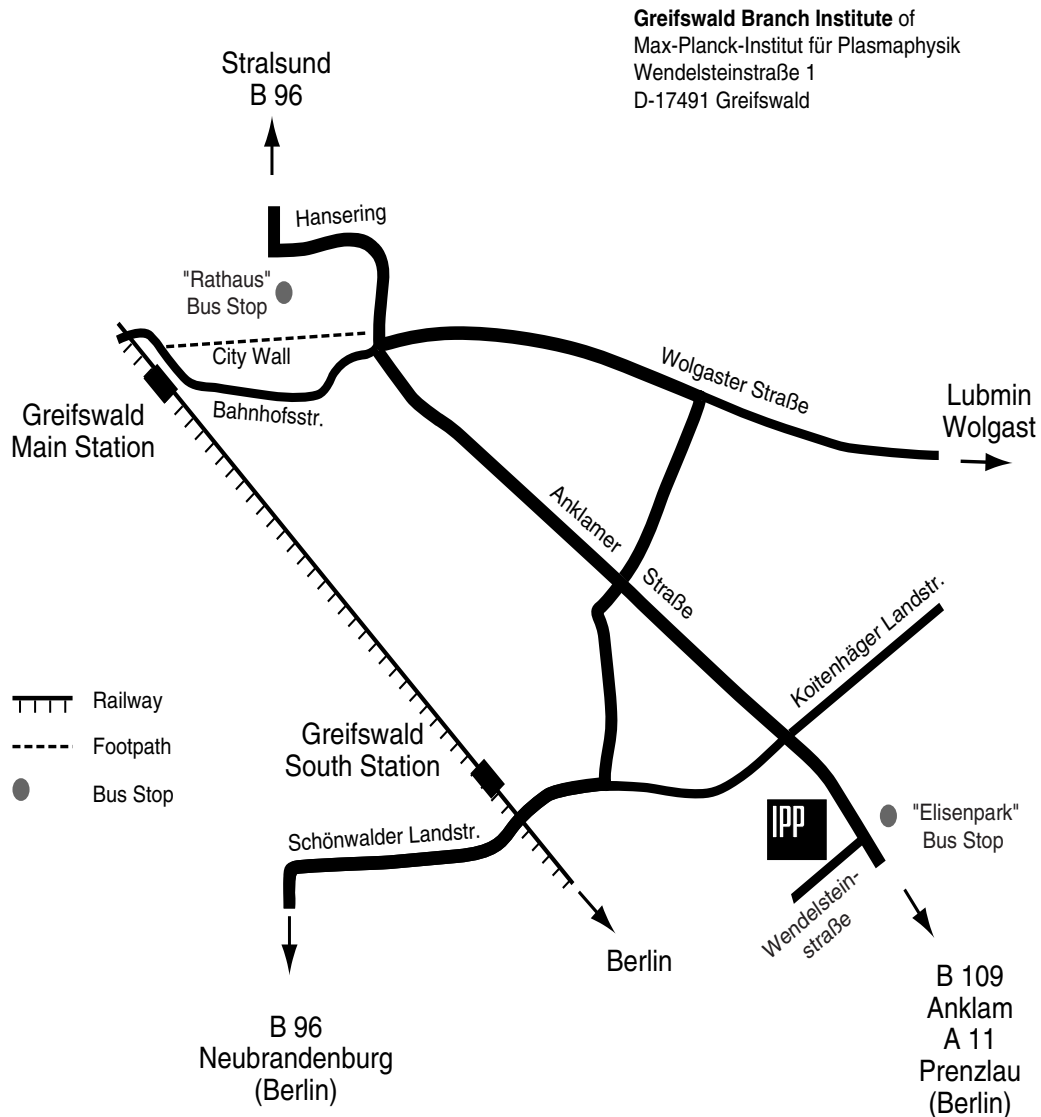 Greifswald Branch Institute of
Max-Planck-Institut für Plasmaphysik
Wendelsteinstraße 1
D-17491 Greifswald
Stralsund
B 96
Hansering
"Rathaus"
Bus Stop
City Wall
Bahnhofsstr.
Wolgaster Straße
Lubmin
Wolgast
Greifswald
Main Station
Anklamer
Straße
Koitenhäger Landstr.
Railway
Footpath
Bus Stop
Greifswald
South Station
Schönwalder Landstr.
IPP
"Elisenpark"
Bus Stop
Wendelstein-
straße
Berlin
B 96
Neubrandenburg
(Berlin)
B 109
Anklam
A 11
Prenzlau
(Berlin)